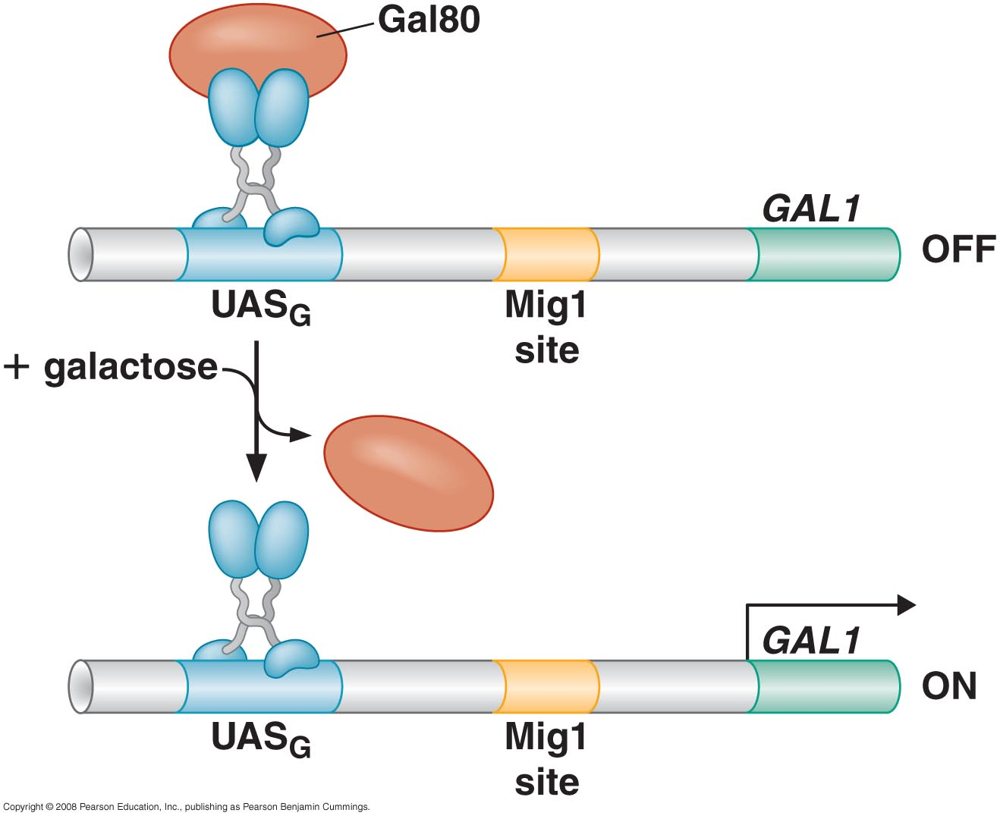 Gal80
GAL1
OFF
UASG
Mig1
site
+ galactose
GAL1
ON
UASG
Mig1
site
Copyright © 2008 Pearson Education, Inc., publishing as Pearson Benjamin Cummings.